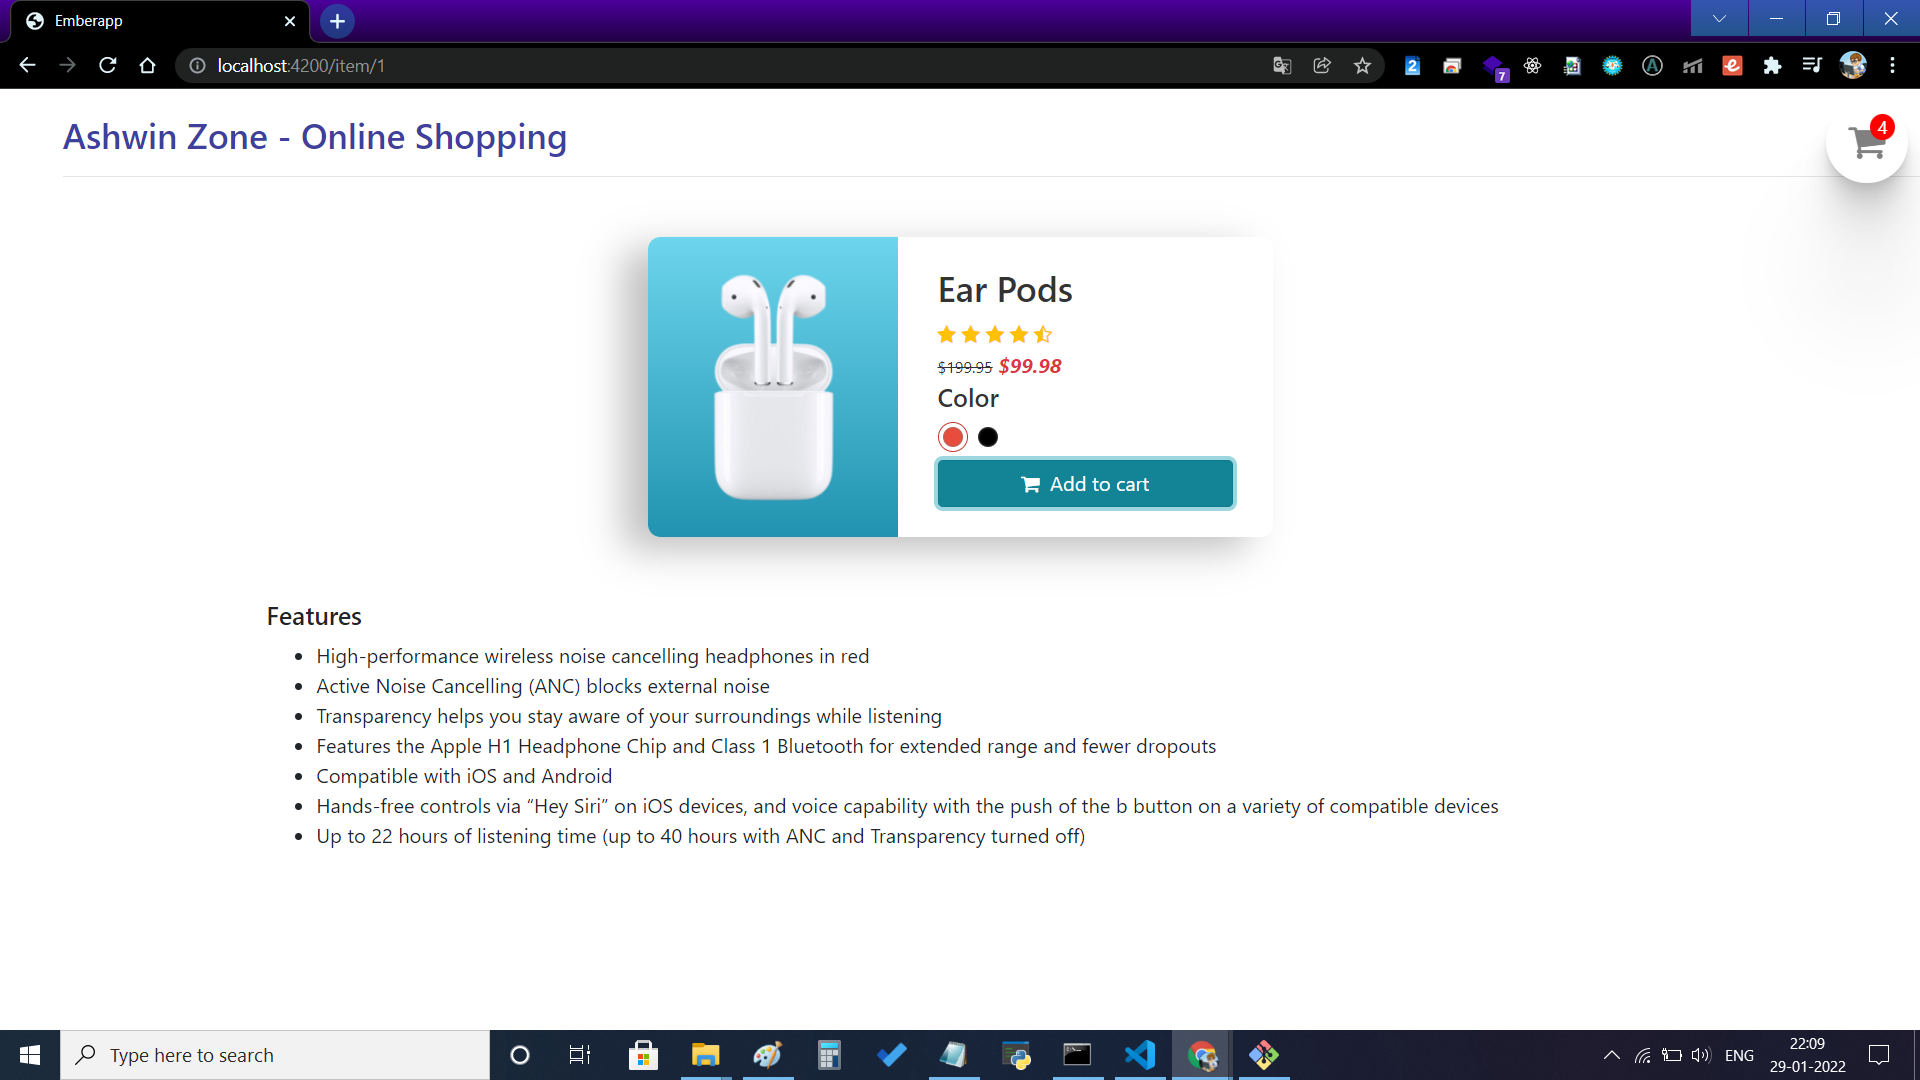 Emberapp
localhost:4200/item/1
2
7
Ashwin Zone - Online Shopping
4
Ear Pods
$199.95 $99.98
Color
Add to cart
Features
High-performance wireless noise cancelling headphones in red
Active Noise Cancelling (ANC) blocks external noise
Transparency helps you stay aware of your surroundings while listening
Features the Apple H1 Headphone Chip and Class 1 Bluetooth for extended range and fewer dropouts
Compatible with iOS and Android
Hands-free controls via “Hey Siri” on iOS devices, and voice capability with the push of the b button on a variety of compatible devices
Up to 22 hours of listening time (up to 40 hours with ANC and Transparency turned off)
Type here to search
ENG
22:09
29-01-2022